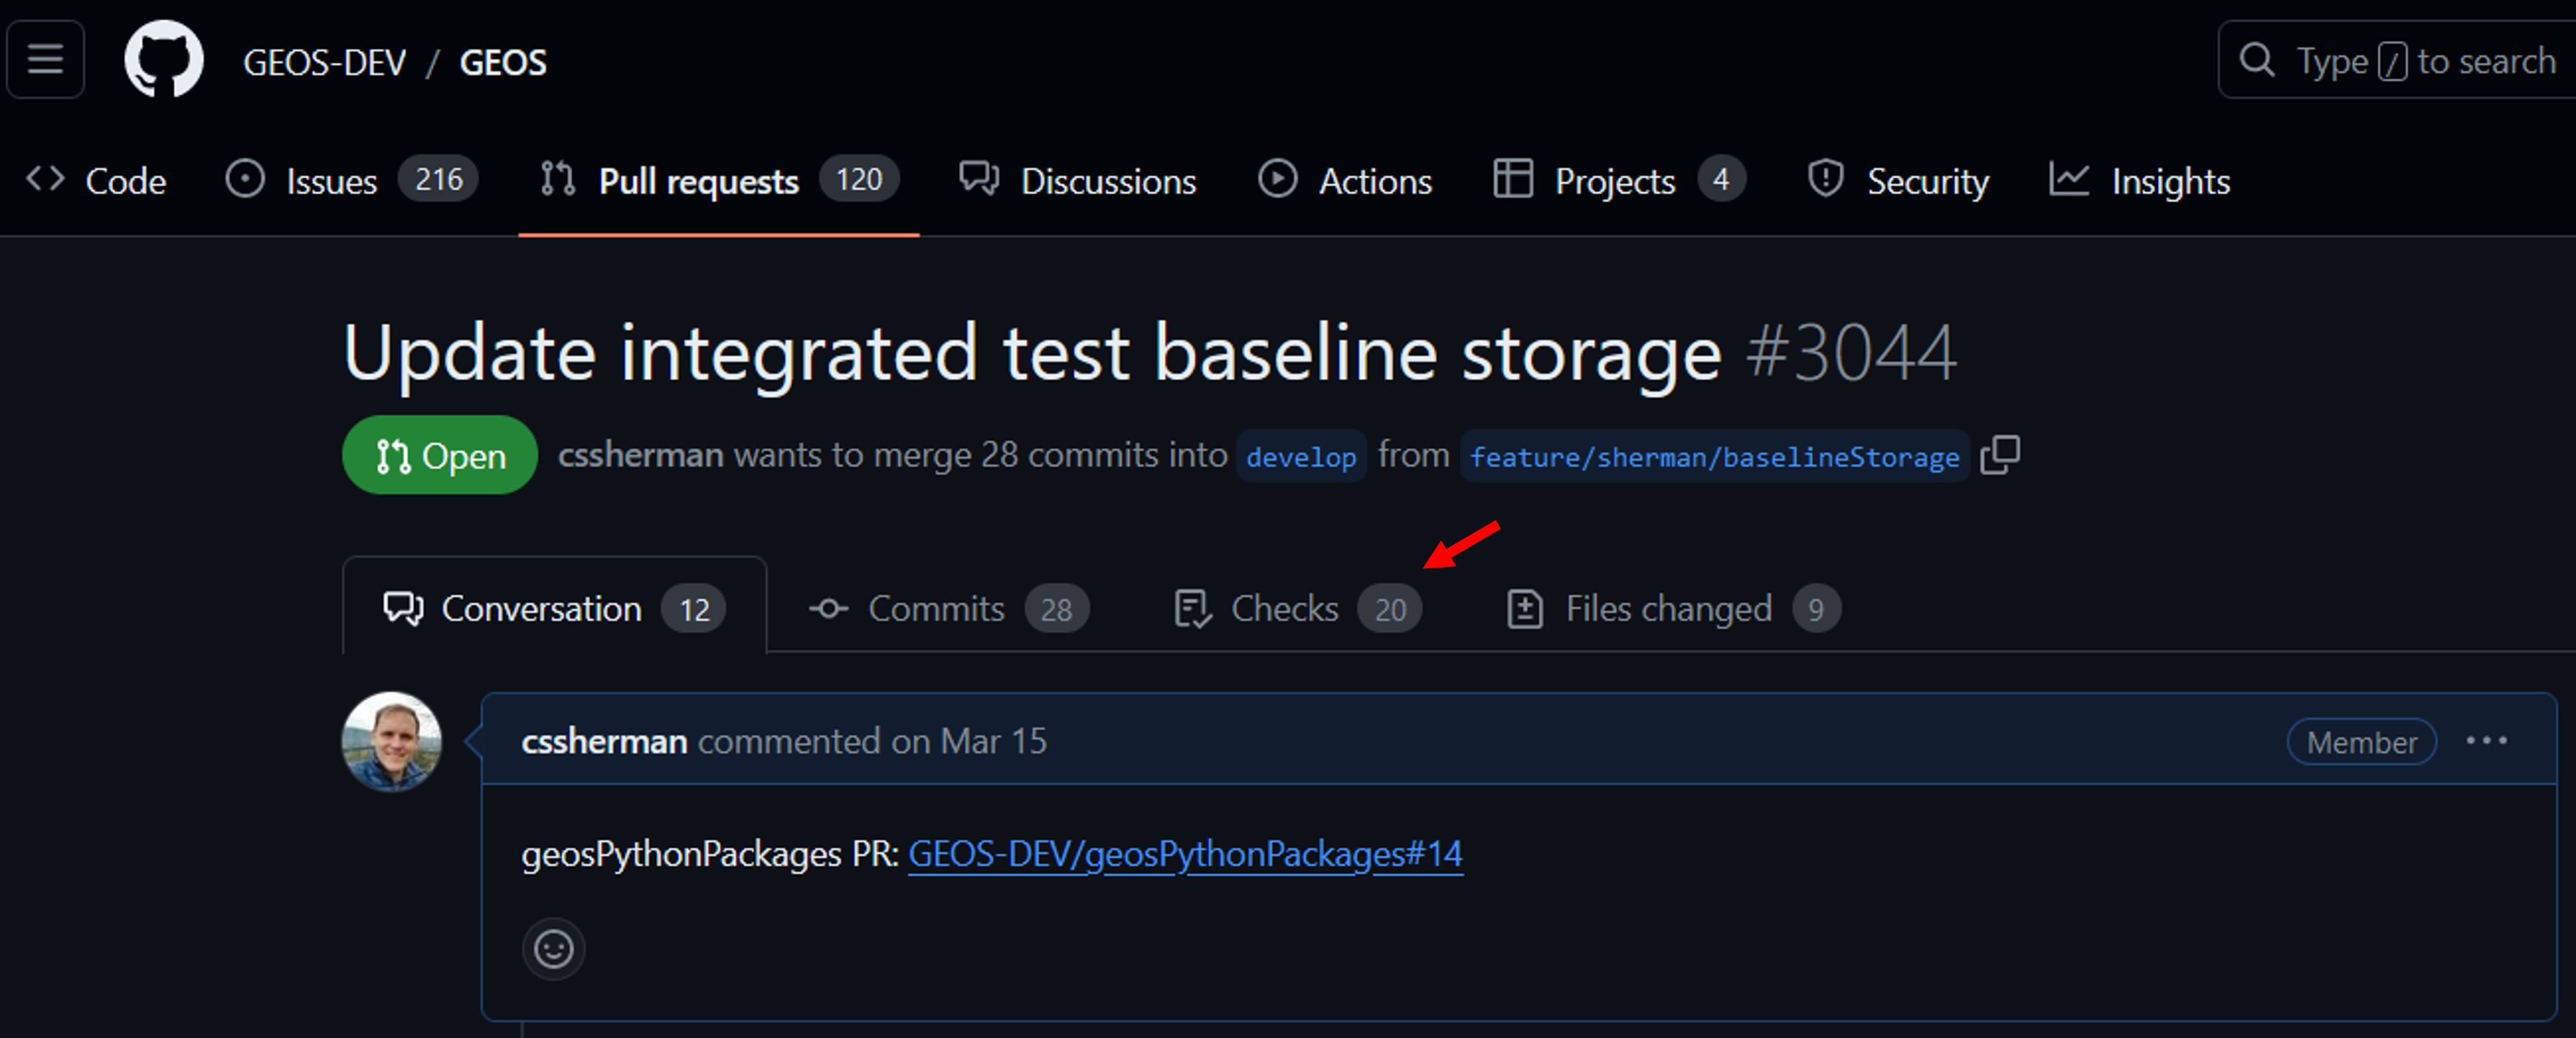 GEOS-DEV / GEOS
Type / to search
Code Issues 216 Pull requests 120 Discussions Actions Projects 4 Security Insights
Update integrated test baseline storage #3044
Open cssherman wants to merge 28 commits into develop from feature/sherman/baselineStorage
Conversation 12 Commits 28 Checks 20 Files changed 9
cssherman commented on Mar 15 Member
geosPythonPackages PR: GEOS-DEV/geosPythonPackages#14